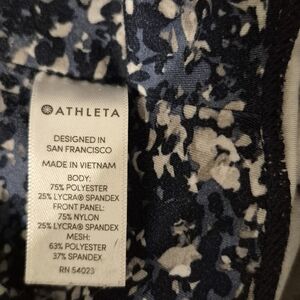 ATHLETA
DESIGNED IN
SAN FRANCISCO
MADE IN VIETNAM
BODY:
75% POLYESTER
25% LYCRA® SPANDEX
FRONT PANEL:
75% NYLON
25% LYCRA® SPANDEX
MESH:
63% POLYESTER
37% SPANDEX
RN 54023